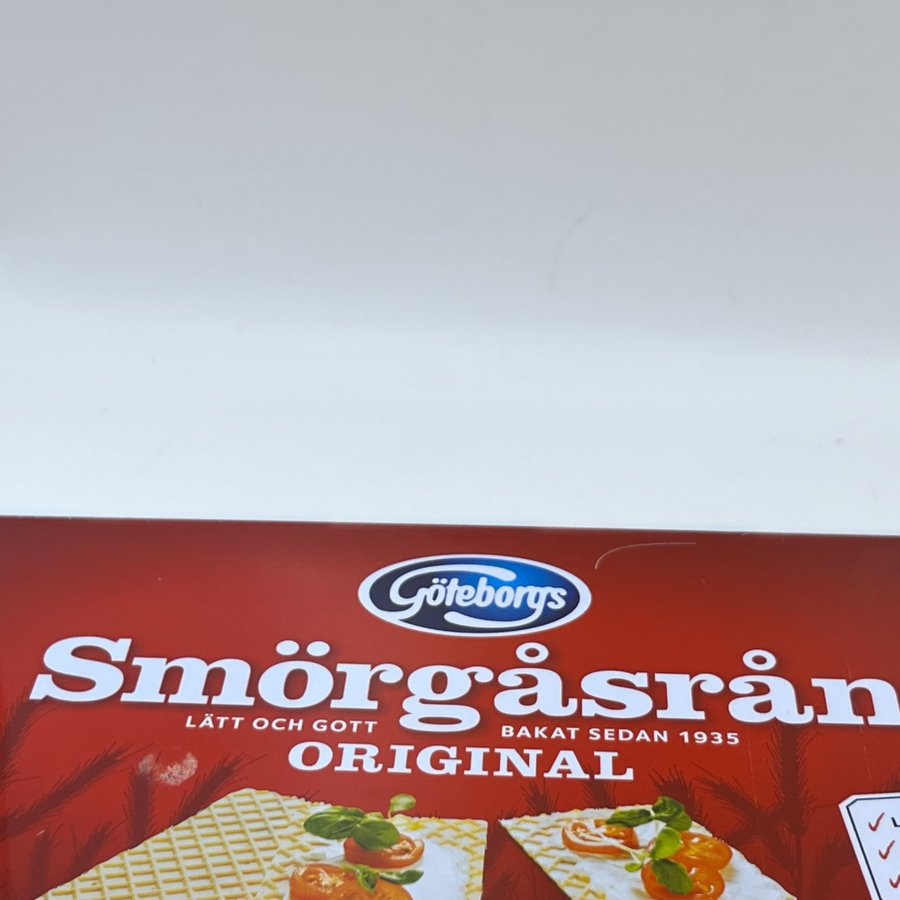 Göteborgs
Smörgåsrån
LÄTT OCH GOTT BAKAT SEDAN 1935
ORIGINAL